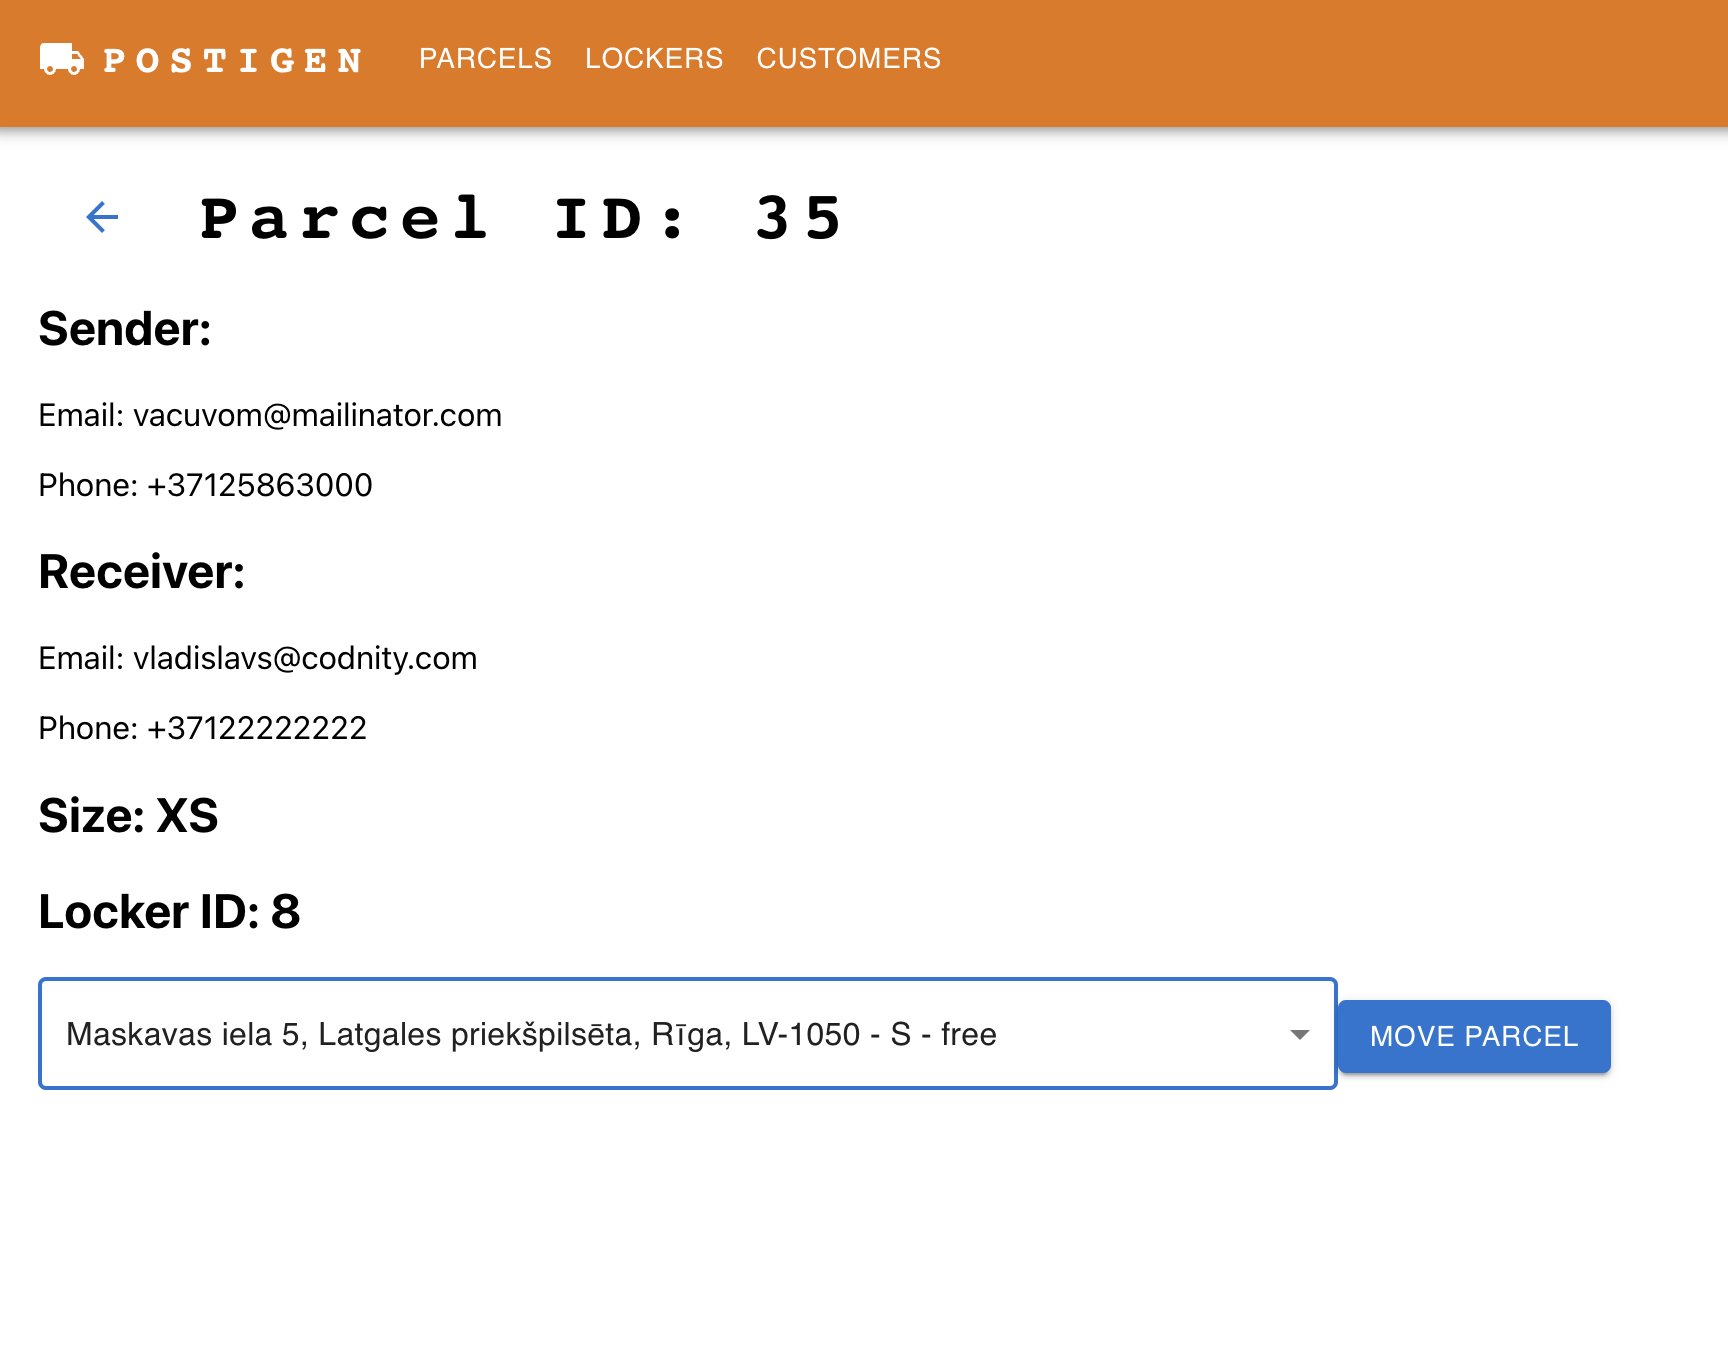 POSTIGEN PARCELS LOCKERS CUSTOMERS
Parcel ID: 35
Sender:
Email: vacuvom@mailinator.com
Phone: +37125863000
Receiver:
Email: vladislavs@codnity.com
Phone: +37122222222
Size: XS
Locker ID: 8
Maskavas iela 5, Latgales priekšpilsēta, Rīga, LV-1050 - S - free
MOVE PARCEL